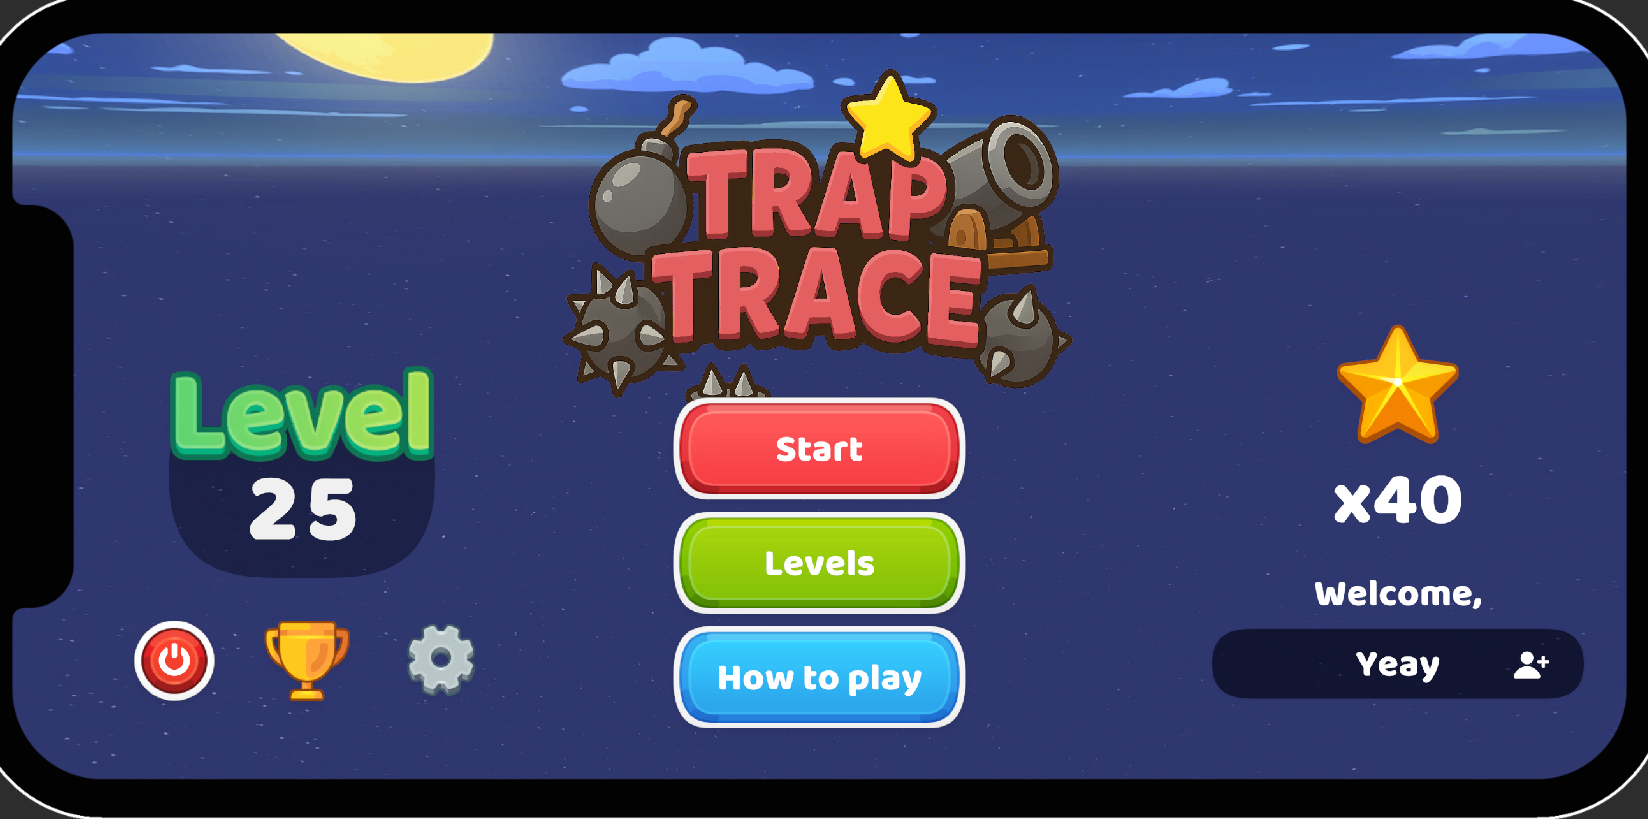 TRAP
TRACE
Level
25
Start
Levels
How to play
x40
Welcome,
Yeay